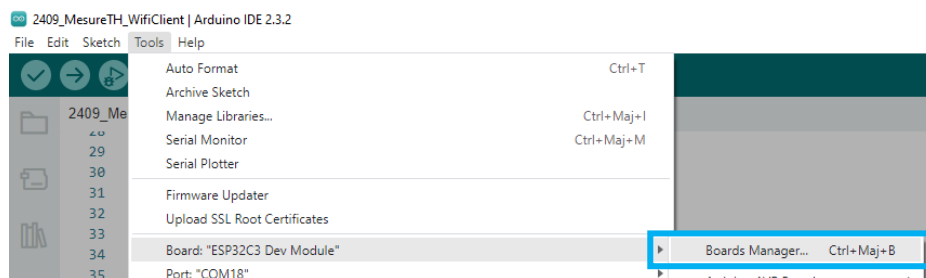 2409_MesureTH_WifiClient | Arduino IDE 2.3.2
File Edit Sketch Tools Help
Auto Format Ctrl+T
Archive Sketch
2409_Me Manage Libraries... Ctrl+Maj+I
Serial Monitor Ctrl+Maj+M
29
Serial Plotter
30
31 Firmware Updater
32 Upload SSL Root Certificates
33
34 Board: "ESP32C3 Dev Module" Boards Manager... Ctrl+Maj+B
35 Port: "COM18"